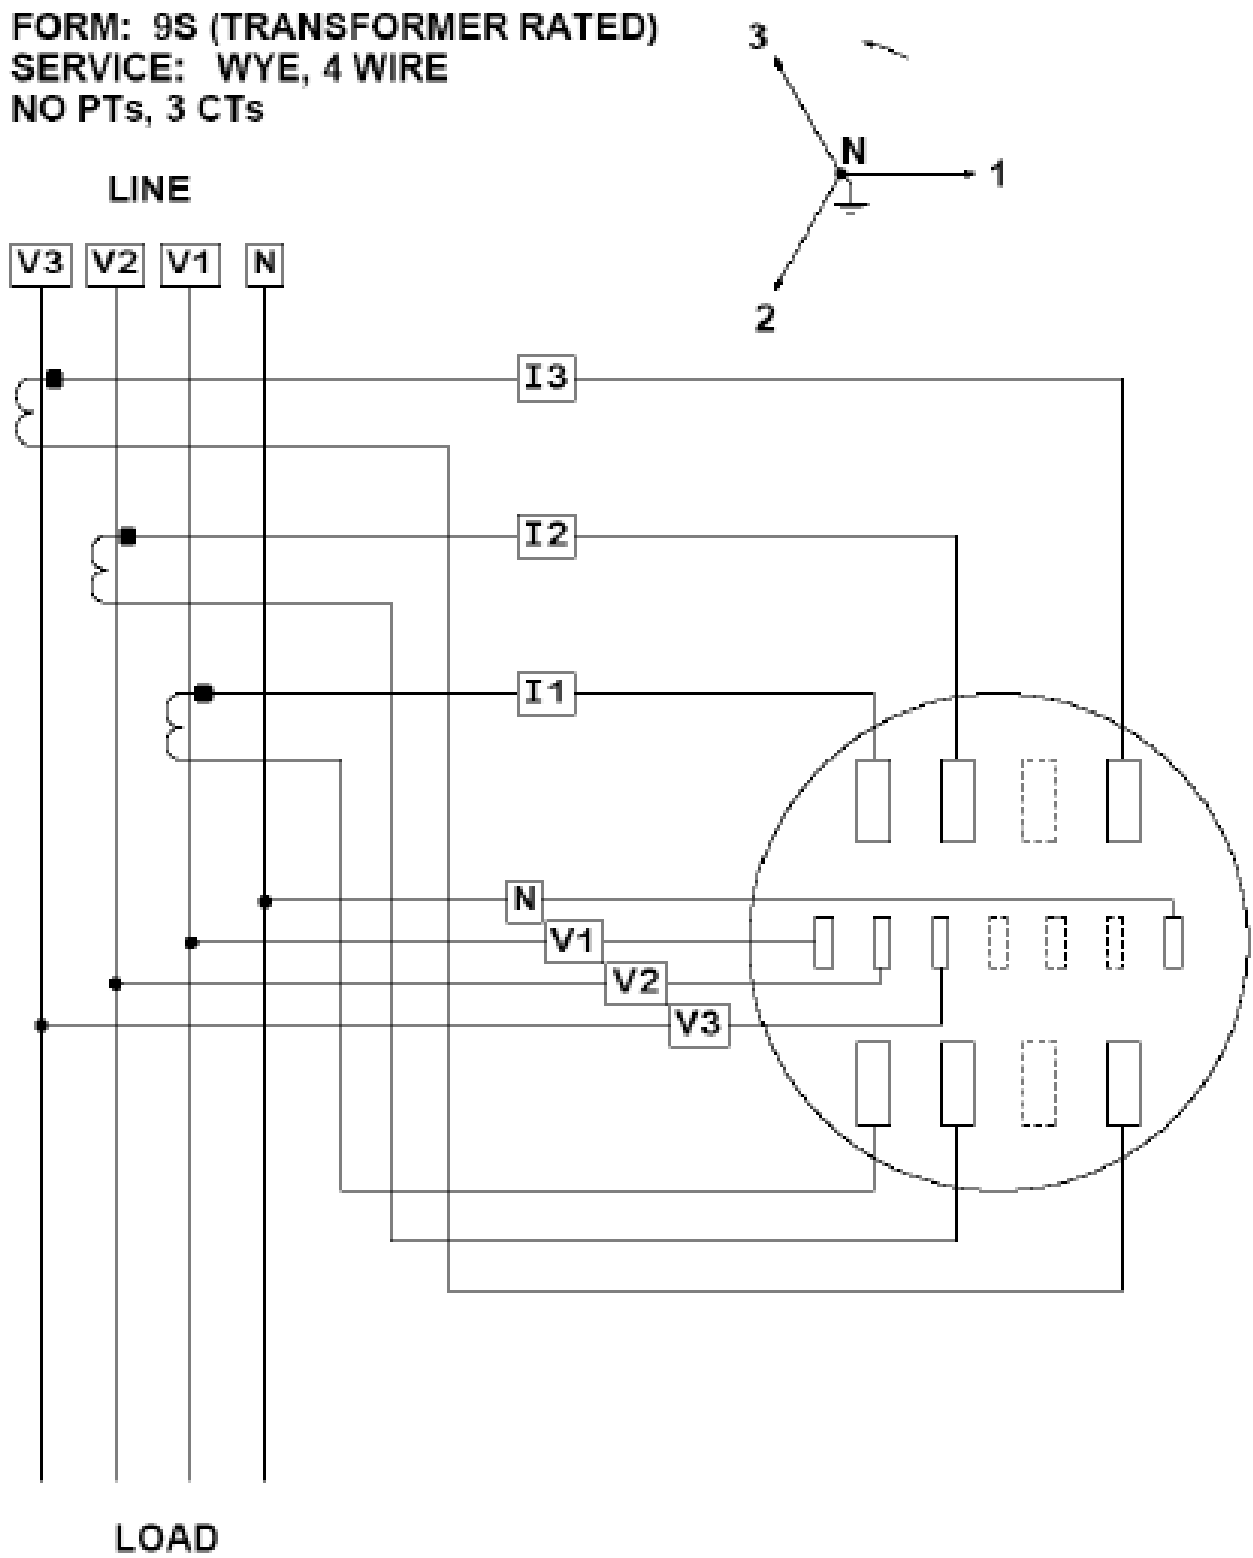 FORM: 9S (TRANSFORMER RATED)
SERVICE: WYE, 4 WIRE
NO PTs, 3 CTs
3
N
1
2
LINE
V3 V2 V1 N
I3
I2
I1
N
V1
V2
V3
LOAD